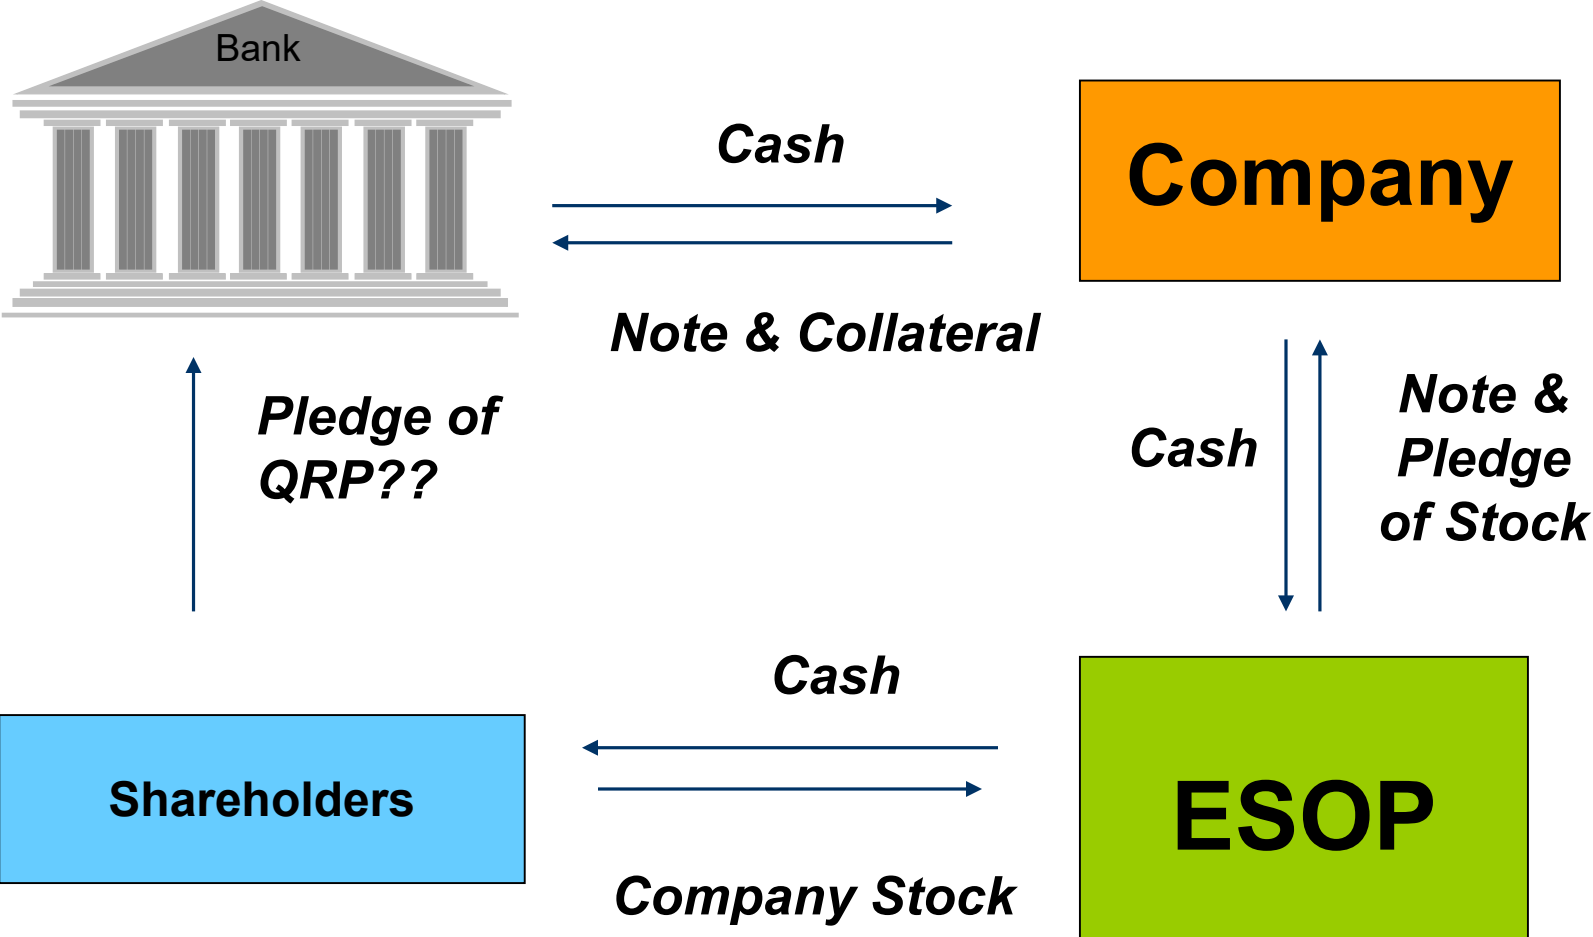 Bank
Cash
Company
Note & Collateral
Pledge of
QRP??
Cash
Note &
Pledge
of Stock
Cash
Shareholders
ESOP
Company Stock